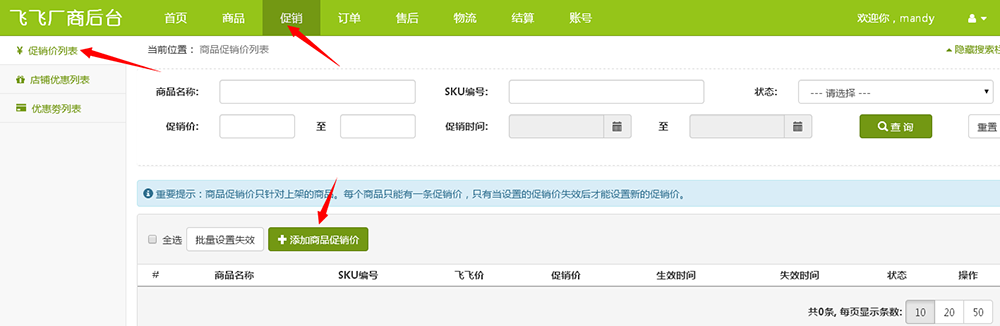 飞飞厂商后台 首页 商品 促销 订单 售后 物流 结算 账号 欢迎你，mandy
¥ 促销价列表
店铺优惠列表
优惠劵列表
当前位置： 商品促销价列表 隐藏搜索栏
商品名称: SKU编号: 状态: --- 请选择 ---
促销价: 至 促销时间: 至 查 询 重置
重要提示：商品促销价只针对上架的商品。每个商品只能有一条促销价，只有当设置的促销价失效后才能设置新的促销价。
全选 批量设置失效 添加商品促销价
# 商品名称 SKU编号 飞飞价 促销价 生效时间 失效时间 状态 操作
共0条, 每页显示条数: 10 20 50